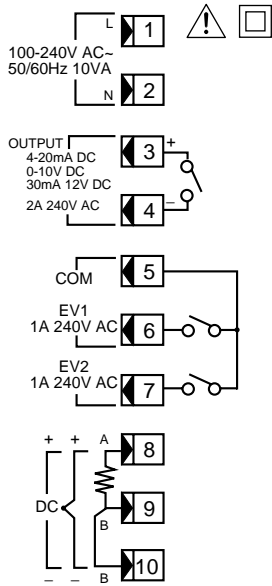 L
1
100-240V AC~
50/60Hz 10VA
N
2
OUTPUT
4-20mA DC
0-10V DC
30mA 12V DC
2A 240V AC
3
+
4
–
COM
5
EV1
1A 240V AC
6
EV2
1A 240V AC
7
+ + A
8
DC
B
9
– – B
10